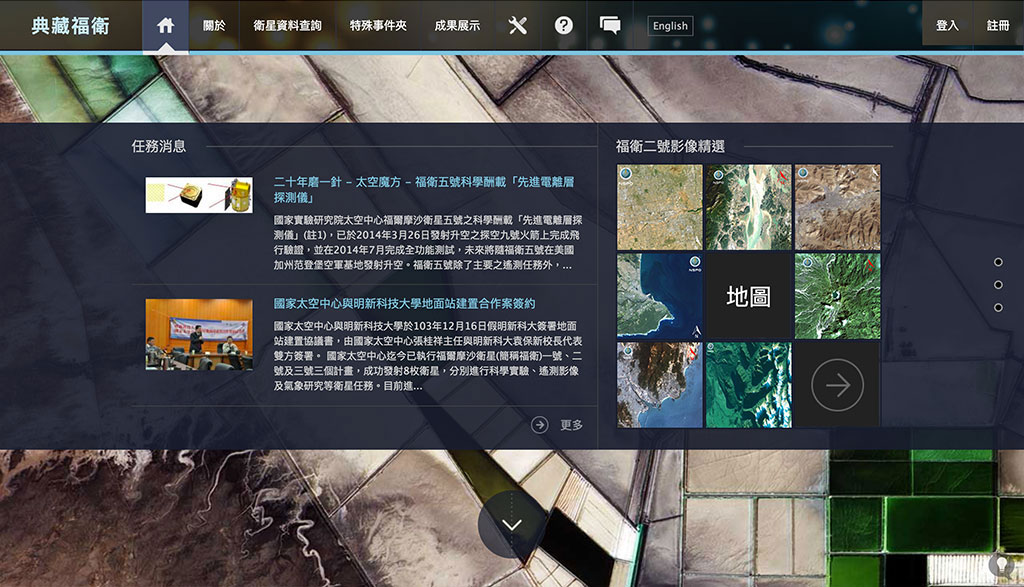 典藏福衛
關於
衛星資料查詢
特殊事件夾
成果展示
English
登入
註冊
任務消息
二十年磨一針 – 太空魔方 – 福衛五號科學酬載「先進電離層
探測儀」
國家實驗研究院太空中心福爾摩沙衛星五號之科學酬載「先進電離層探
測儀」(註1)，已於2014年3月26日發射升空之探空九號火箭上完成飛
行驗證，並在2014年7月完成全功能測試，未來將隨福衛五號在美國
加州范登堡空軍基地發射升空。福衛五號除了主要之遙測任務外，...
國家太空中心與明新科技大學地面站建置合作案簽約
國家太空中心與明新科技大學於103年12月16日假明新科大簽署地面
站建置協議書，由國家太空中心張桂祥主任與明新科大袁保新校長代表
雙方簽署。 國家太空中心迄今已執行福爾摩沙衛星(簡稱福衛)一號、二
號及三號三個計畫，成功發射8枚衛星，分別進行科學實驗、遙測影像
及氣象研究等衛星任務。目前進...
更多
福衛二號影像精選
NSPO
地圖